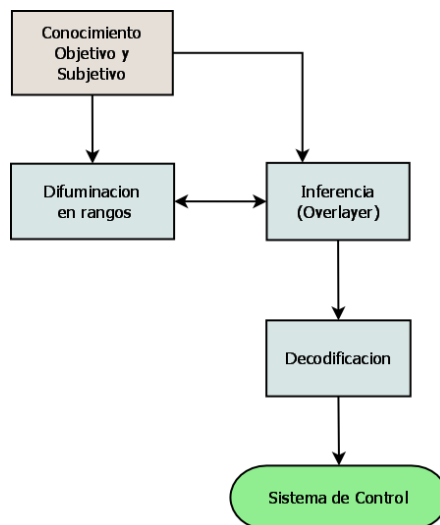 Conocimiento
Objetivo y
Subjetivo
Difuminacion
en rangos
Inferencia
(Overlayer)
Decodificacion
Sistema de Control